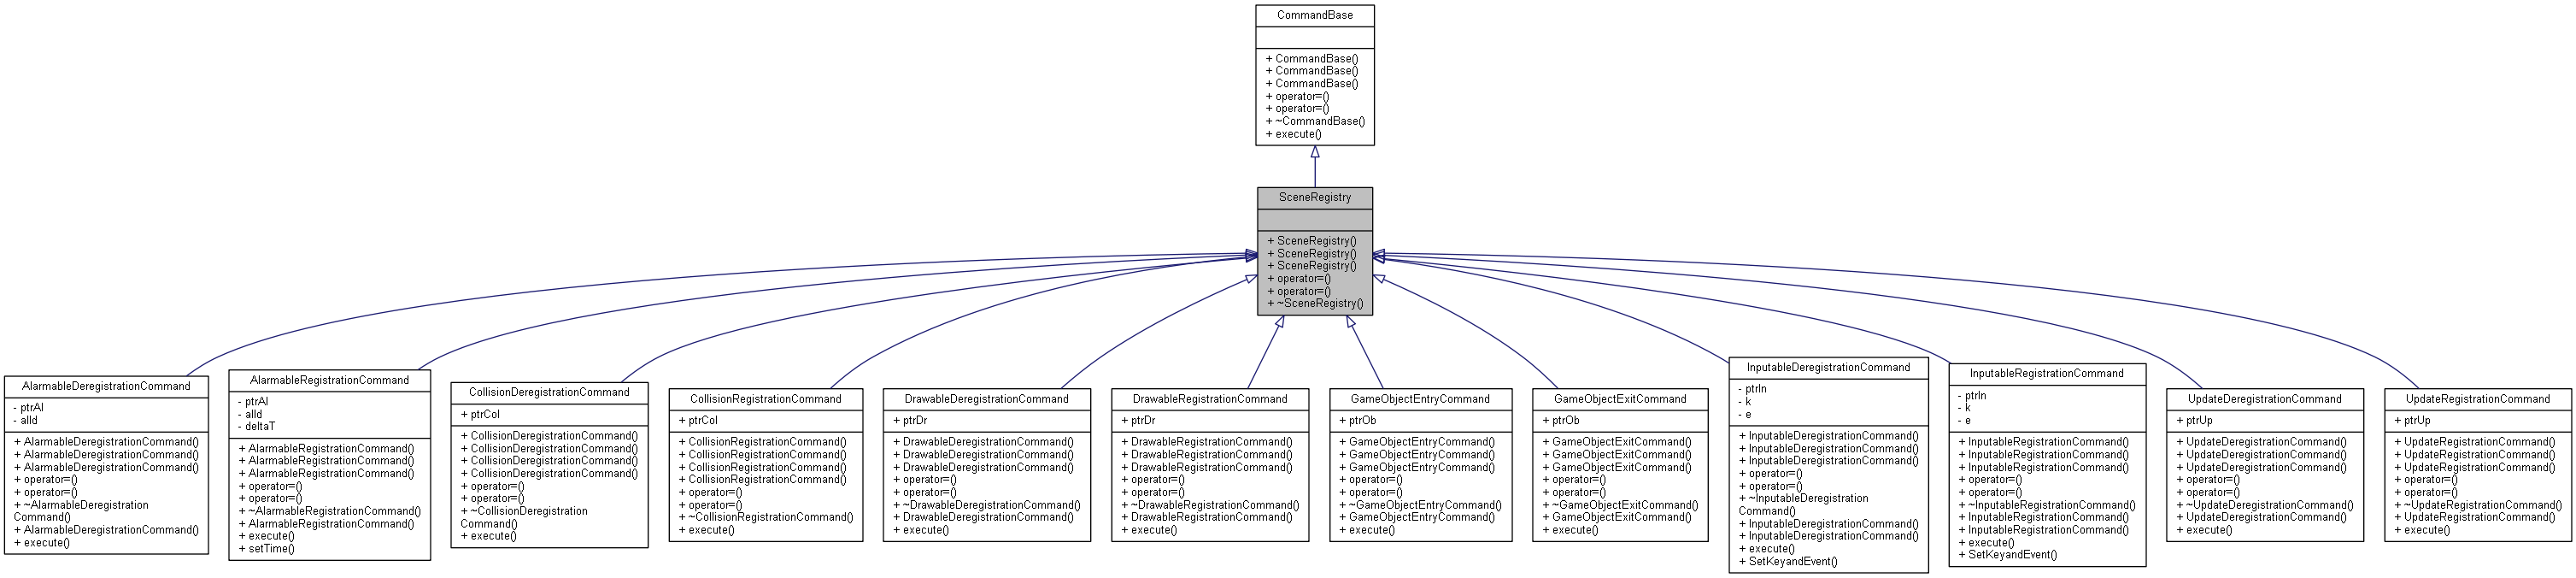 CommandBase
+ CommandBase()
+ CommandBase()
+ CommandBase()
+ operator=()
+ operator=()
+ ~CommandBase()
+ execute()
SceneRegistry
+ SceneRegistry()
+ SceneRegistry()
+ SceneRegistry()
+ operator=()
+ operator=()
+ ~SceneRegistry()
AlarmableDeregistrationCommand
- ptrAl
- alId
+ AlarmableDeregistrationCommand()
+ AlarmableDeregistrationCommand()
+ AlarmableDeregistrationCommand()
+ operator=()
+ operator=()
+ ~AlarmableDeregistration
Command()
+ AlarmableDeregistrationCommand()
+ execute()
AlarmableRegistrationCommand
- ptrAl
- alId
- deltaT
+ AlarmableRegistrationCommand()
+ AlarmableRegistrationCommand()
+ AlarmableRegistrationCommand()
+ operator=()
+ operator=()
+ ~AlarmableRegistrationCommand()
+ AlarmableRegistrationCommand()
+ execute()
+ setTime()
CollisionDeregistrationCommand
+ ptrCol
+ CollisionDeregistrationCommand()
+ CollisionDeregistrationCommand()
+ CollisionDeregistrationCommand()
+ CollisionDeregistrationCommand()
+ operator=()
+ operator=()
+ ~CollisionDeregistration
Command()
+ execute()
CollisionRegistrationCommand
+ ptrCol
+ CollisionRegistrationCommand()
+ CollisionRegistrationCommand()
+ CollisionRegistrationCommand()
+ CollisionRegistrationCommand()
+ operator=()
+ operator=()
+ ~CollisionRegistrationCommand()
+ execute()
DrawableDeregistrationCommand
+ ptrDr
+ DrawableDeregistrationCommand()
+ DrawableDeregistrationCommand()
+ DrawableDeregistrationCommand()
+ operator=()
+ operator=()
+ ~DrawableDeregistrationCommand()
+ DrawableDeregistrationCommand()
+ execute()
DrawableRegistrationCommand
+ ptrDr
+ DrawableRegistrationCommand()
+ DrawableRegistrationCommand()
+ DrawableRegistrationCommand()
+ operator=()
+ operator=()
+ ~DrawableRegistrationCommand()
+ DrawableRegistrationCommand()
+ execute()
GameObjectEntryCommand
+ ptrOb
+ GameObjectEntryCommand()
+ GameObjectEntryCommand()
+ GameObjectEntryCommand()
+ operator=()
+ operator=()
+ ~GameObjectEntryCommand()
+ GameObjectEntryCommand()
+ execute()
GameObjectExitCommand
+ ptrOb
+ GameObjectExitCommand()
+ GameObjectExitCommand()
+ GameObjectExitCommand()
+ operator=()
+ operator=()
+ ~GameObjectExitCommand()
+ GameObjectExitCommand()
+ execute()
InputableDeregistrationCommand
- ptrIn
- k
- e
+ InputableDeregistrationCommand()
+ InputableDeregistrationCommand()
+ InputableDeregistrationCommand()
+ operator=()
+ operator=()
+ ~InputableDeregistration
Command()
+ InputableDeregistrationCommand()
+ InputableDeregistrationCommand()
+ execute()
+ SetKeyandEvent()
InputableRegistrationCommand
- ptrIn
- k
- e
+ InputableRegistrationCommand()
+ InputableRegistrationCommand()
+ InputableRegistrationCommand()
+ operator=()
+ operator=()
+ ~InputableRegistrationCommand()
+ InputableRegistrationCommand()
+ InputableRegistrationCommand()
+ execute()
+ SetKeyandEvent()
UpdateDeregistrationCommand
+ ptrUp
+ UpdateDeregistrationCommand()
+ UpdateDeregistrationCommand()
+ UpdateDeregistrationCommand()
+ operator=()
+ operator=()
+ ~UpdateDeregistrationCommand()
+ UpdateDeregistrationCommand()
+ execute()
UpdateRegistrationCommand
+ ptrUp
+ UpdateRegistrationCommand()
+ UpdateRegistrationCommand()
+ UpdateRegistrationCommand()
+ operator=()
+ operator=()
+ ~UpdateRegistrationCommand()
+ UpdateRegistrationCommand()
+ execute()